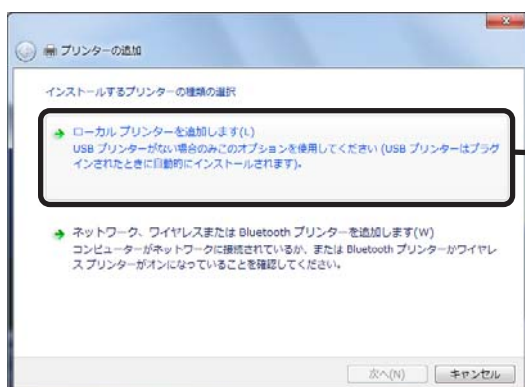 プリンターの追加
インストールするプリンターの種類の選択
ローカル プリンターを追加します(L)
USB プリンターがない場合のみこのオプションを使用してください (USB プリンターはプラグ
インされたときに自動的にインストールされます)。
ネットワーク、ワイヤレスまたは Bluetooth プリンターを追加します(W)
コンピューターがネットワークに接続されているか、または Bluetooth プリンターかワイヤレ
ス プリンターがオンになっていることを確認してください。
次へ(N)
キャンセル